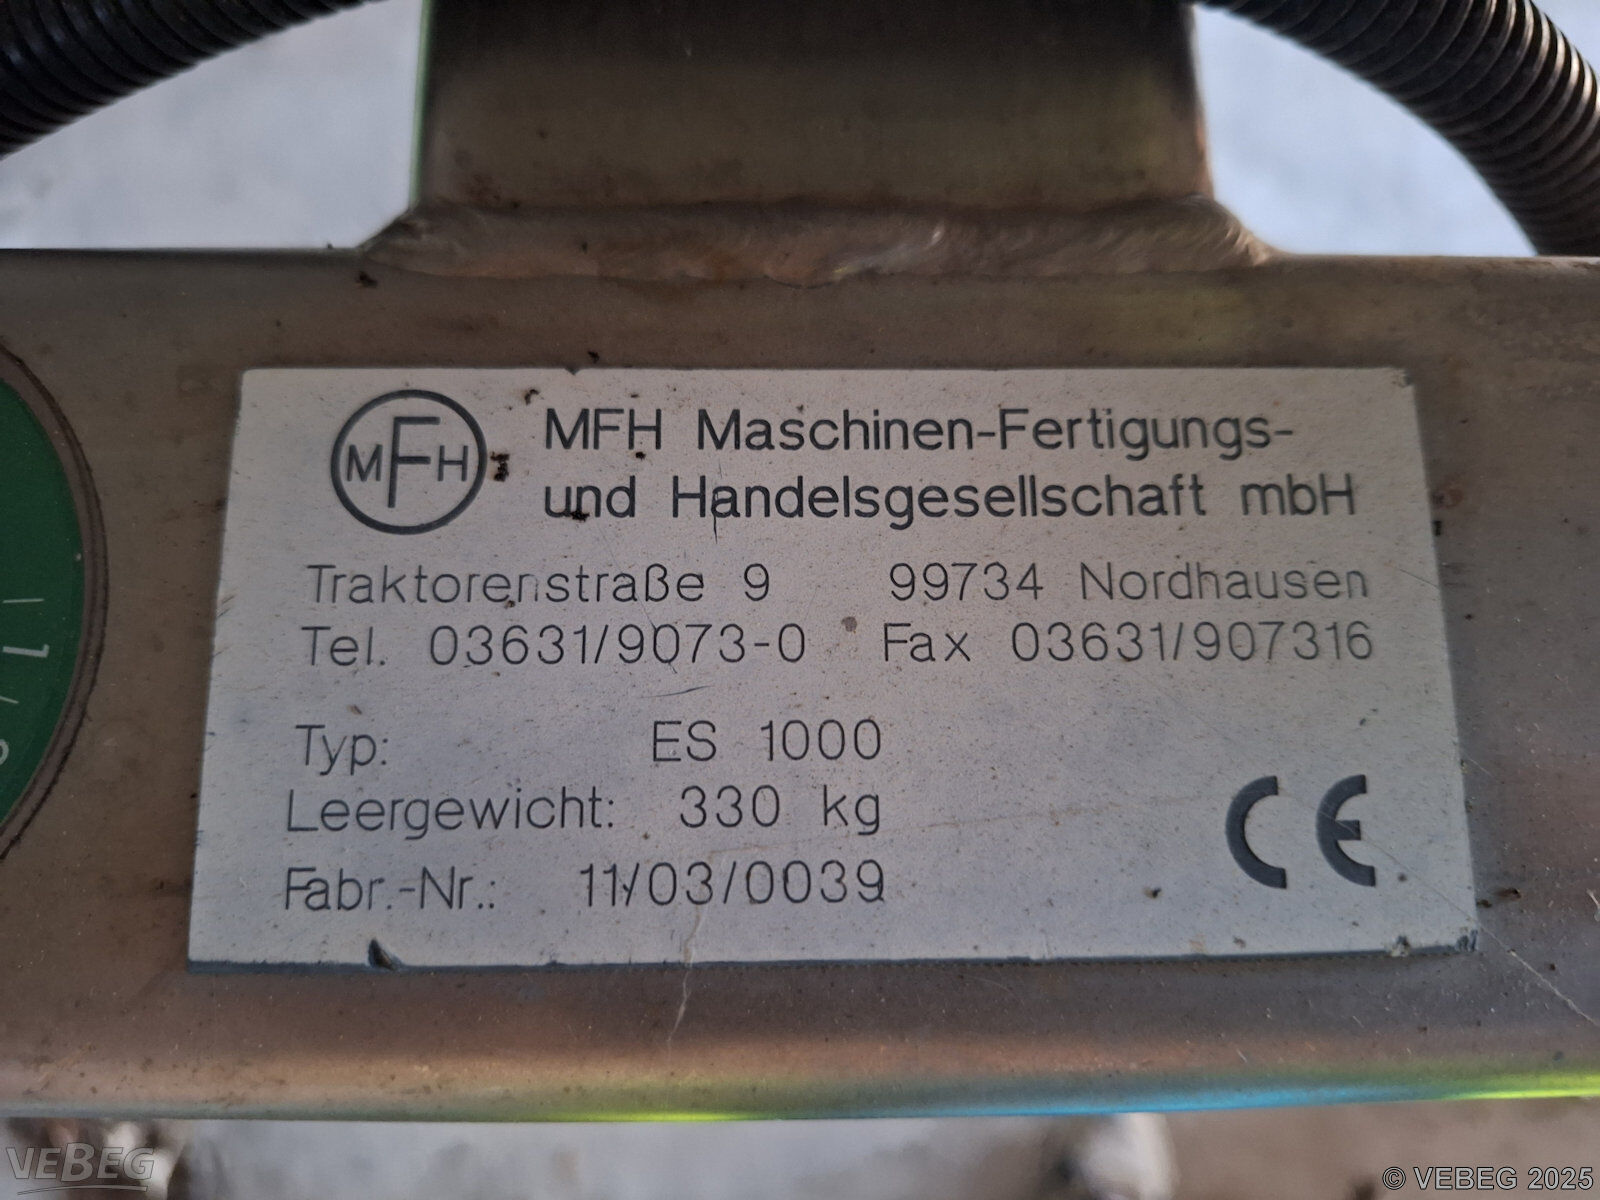 MFH
MFH Maschinen-Fertigungs-
und Handelsgesellschaft mbH
Traktorenstraße 9 99734 Nordhausen
Tel. 03631/9073-0 Fax 03631/907316
Typ: ES 1000
Leergewicht: 330 kg
Fabr.-Nr.: 11/03/0039
CE
VEBEG
© VEBEG 2025